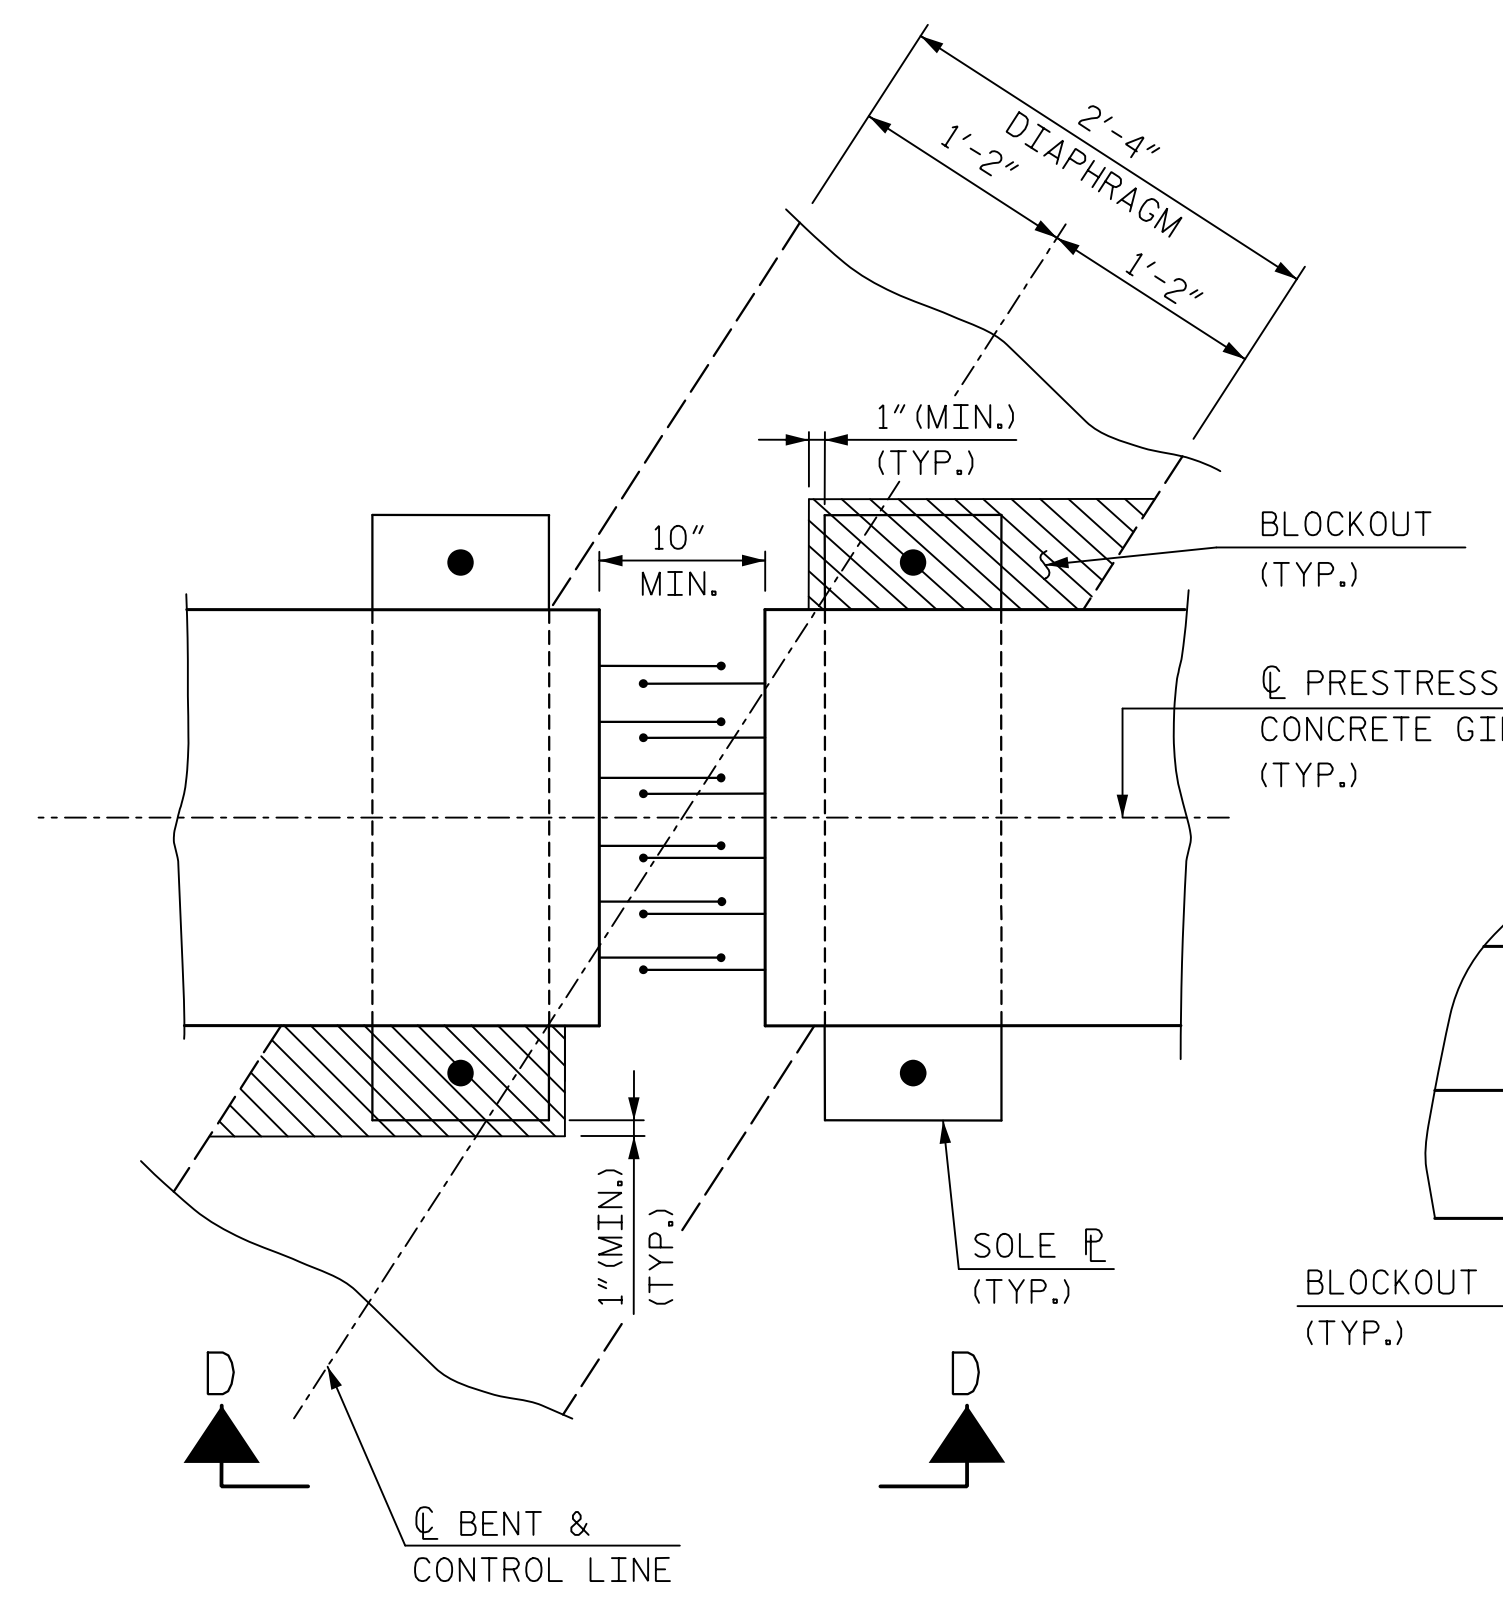 2'-4"
DIAPHRAGM
1'-2"
1'-2"
1" (MIN.)
(TYP.)
10"
MIN.
BLOCKOUT
(TYP.)
℄ PRESTRESS
CONCRETE
(TYP.)
1" (MIN.)
(TYP.)
SOLE ⅊
(TYP.)
BLOCKOUT
(TYP.)
D
D
℄ BENT &
CONTROL LINE